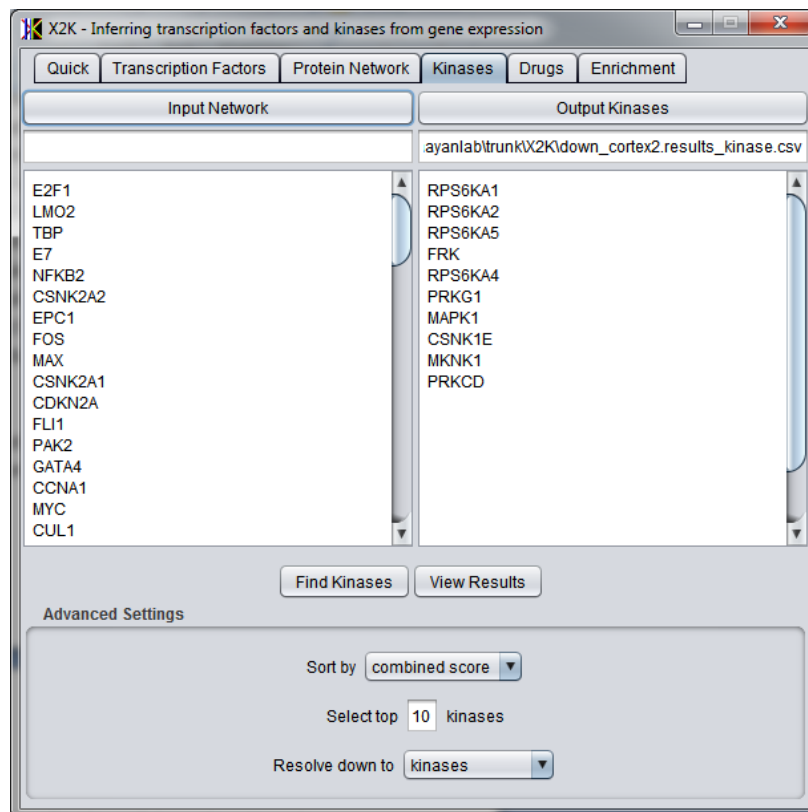 X2K - Inferring transcription factors and kinases from gene expression
Quick Transcription Factors Protein Network Kinases Drugs Enrichment
Input Network Output Kinases
ayanlab\trunk\X2K\down_cortex2.results_kinase.csv
E2F1
LMO2
TBP
E7
NFKB2
CSNK2A2
EPC1
FOS
MAX
CSNK2A1
CDKN2A
FLI1
PAK2
GATA4
CCNA1
MYC
CUL1
RPS6KA1
RPS6KA2
RPS6KA5
FRK
RPS6KA4
PRKG1
MAPK1
CSNK1E
MKNK1
PRKCD
Find Kinases View Results
Advanced Settings
Sort by combined score
Select top 10 kinases
Resolve down to kinases